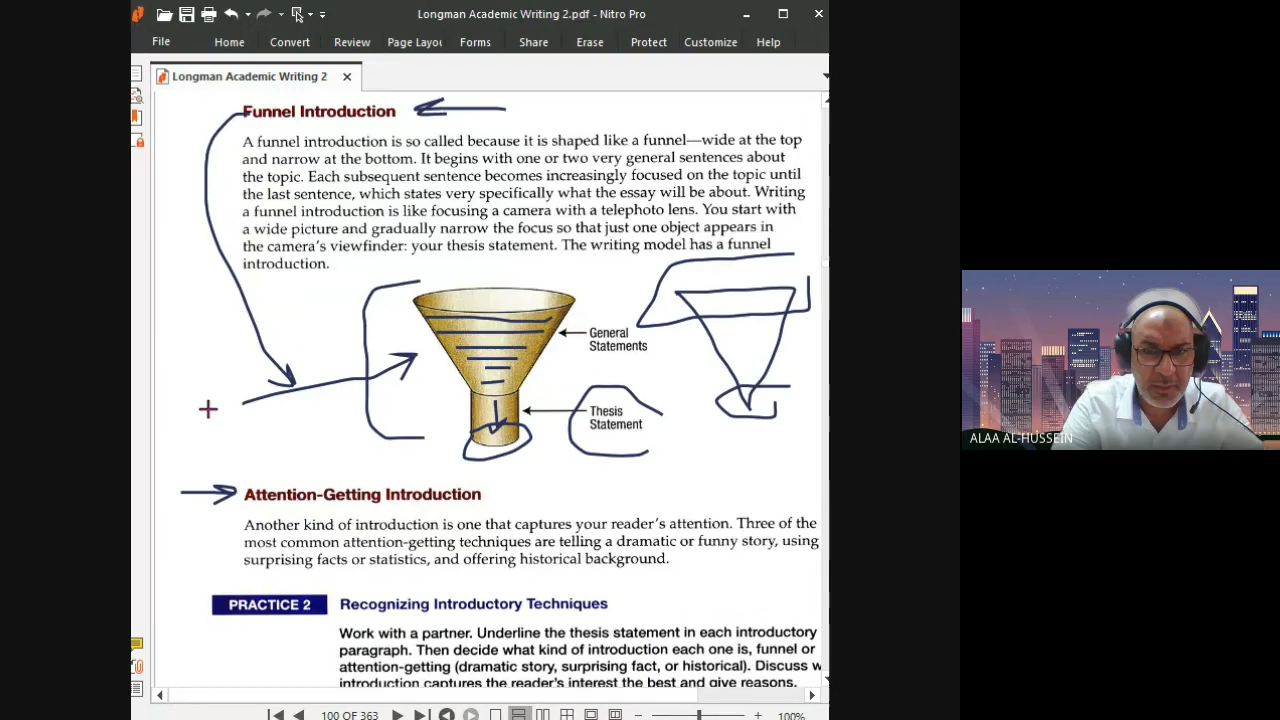 Longman Academic Writing 2.pdf - Nitro Pro
File Home Convert Review Page Layou Forms Share Erase Protect Customize Help
Longman Academic Writing 2
Funnel Introduction
A funnel introduction is so called because it is shaped like a funnel—wide at the top
and narrow at the bottom. It begins with one or two very general sentences about
the topic. Each subsequent sentence becomes increasingly focused on the topic until
the last sentence, which states very specifically what the essay will be about. Writing
a funnel introduction is like focusing a camera with a telephoto lens. You start with
a wide picture and gradually narrow the focus so that just one object appears in
the camera's viewfinder: your thesis statement. The writing model has a funnel
introduction.
General
Statements
Thesis
Statement
ALAA AL-HUSSEIN
Attention-Getting Introduction
Another kind of introduction is one that captures your reader's attention. Three of the
most common attention-getting techniques are telling a dramatic or funny story, using
surprising facts or statistics, and offering historical background.
PRACTICE 2 Recognizing Introductory Techniques
Work with a partner. Underline the thesis statement in each introductory
paragraph. Then decide what kind of introduction each one is, funnel or
attention-getting (dramatic story, surprising fact, or historical). Discuss w
introduction captures the reader's interest the best and give reasons.
100 OF 363
100%